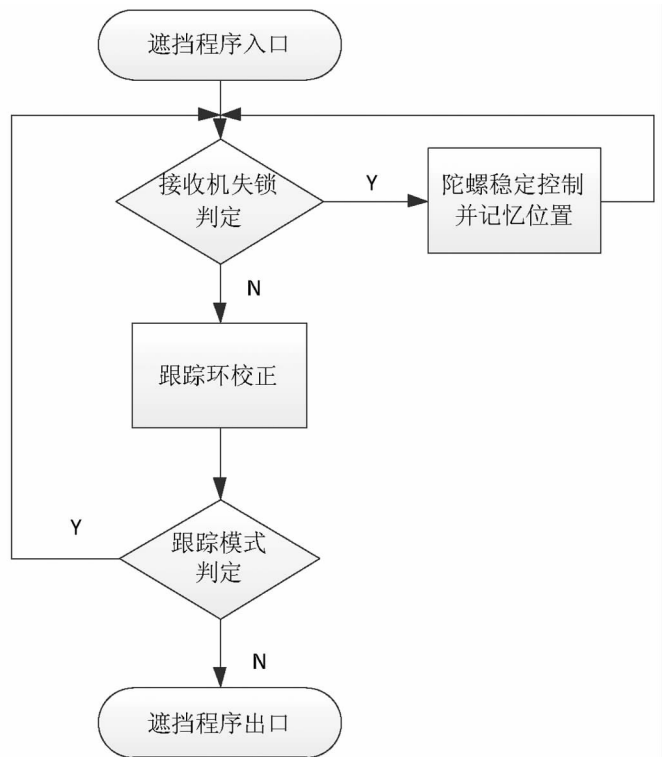 遮挡程序入口
接收机失锁
判定
Y
陀螺稳定控制
并记忆位置
N
跟踪环校正
Y
跟踪模式
判定
N
遮挡程序出口